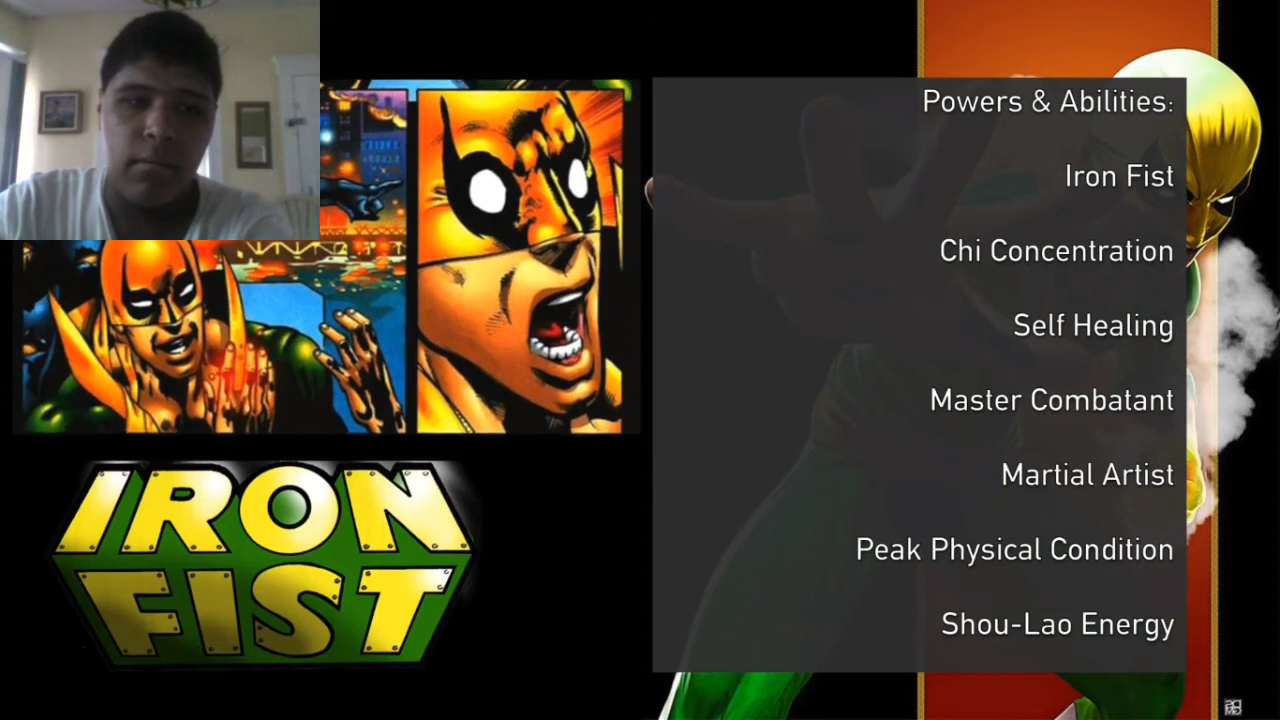 IRON
FIST
Powers & Abilities:
Iron Fist
Chi Concentration
Self Healing
Master Combatant
Martial Artist
Peak Physical Condition
Shou-Lao Energy